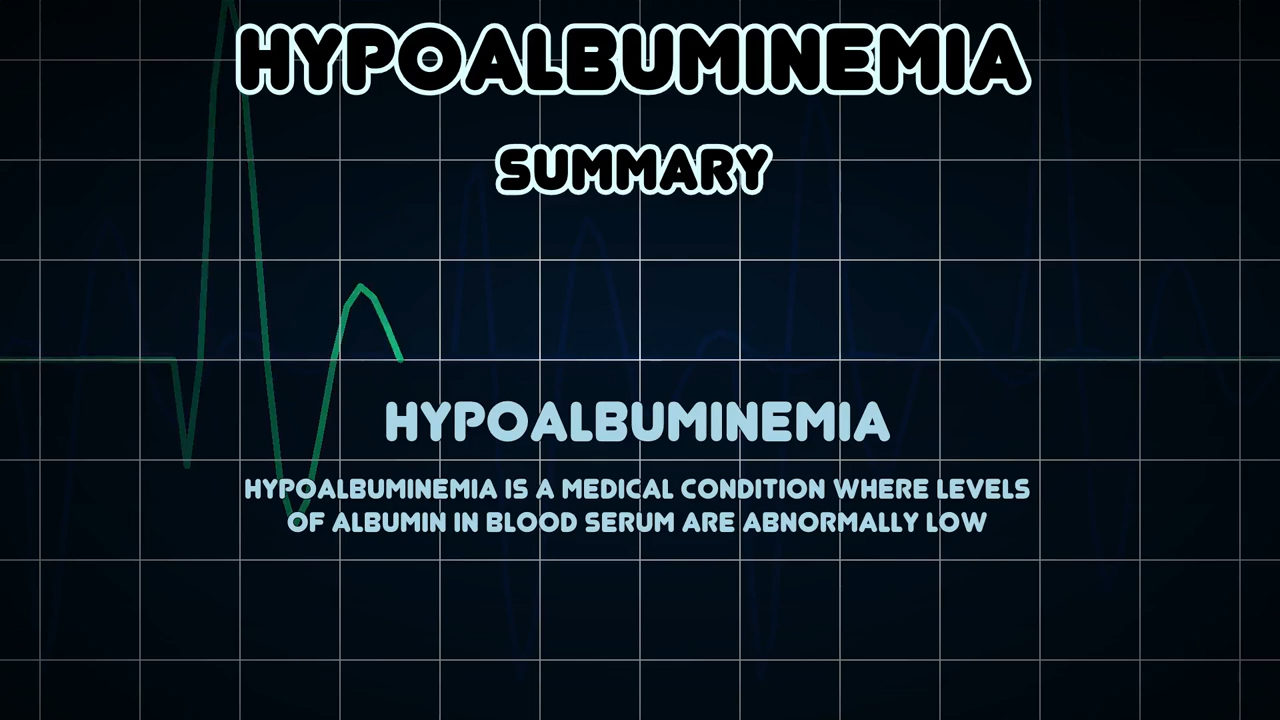 HYPOALBUMINEMIA
SUMMARY
HYPOALBUMINEMIA
HYPOALBUMINEMIA IS A MEDICAL CONDITION WHERE LEVELS
OF ALBUMIN IN BLOOD SERUM ARE ABNORMALLY LOW